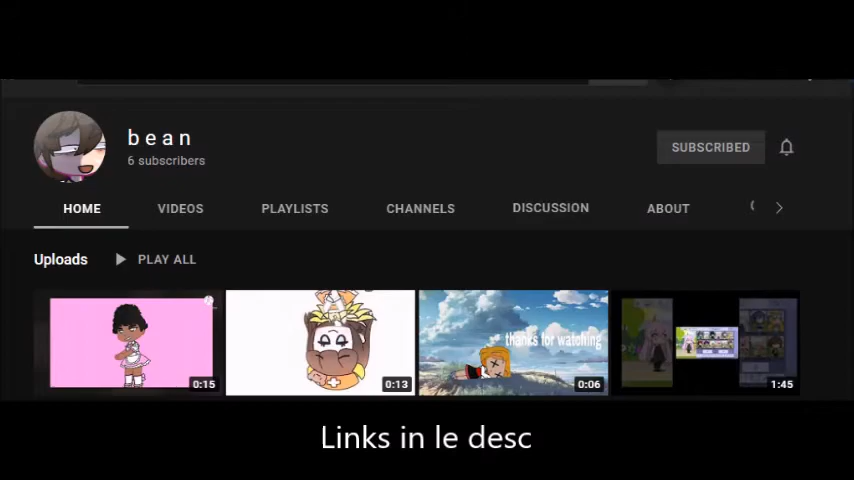 b e a n
6 subscribers
SUBSCRIBED
HOME VIDEOS PLAYLISTS CHANNELS DISCUSSION ABOUT
Uploads PLAY ALL
thanks for watching
0:15 0:13 0:06 1:45
Links in le desc